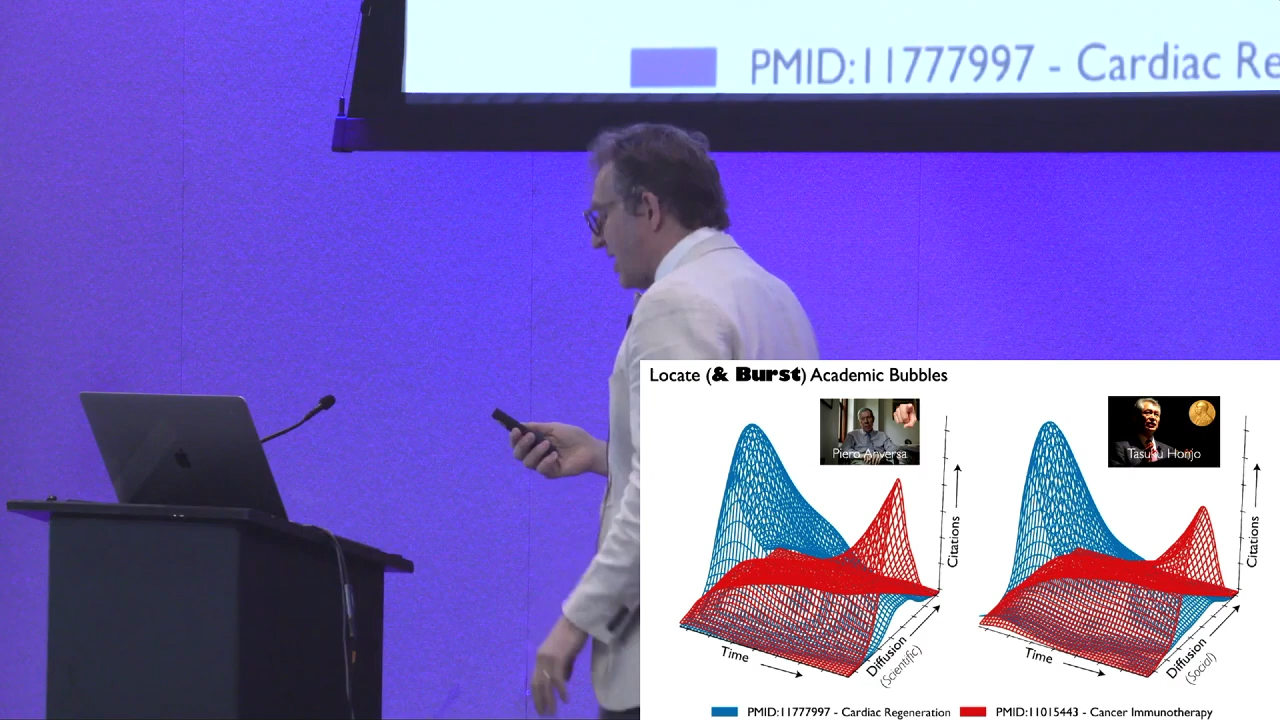 PMID:11777997 - Cardiac Re
Locate (& Burst) Academic Bubbles
Piero Anversa
Tasuku Honjo
Citations
Citations
Time
Diffusion
(Scientific)
Time
Diffusion
(Social)
PMID:11777997 - Cardiac Regeneration
PMID:11015443 - Cancer Immunotherapy